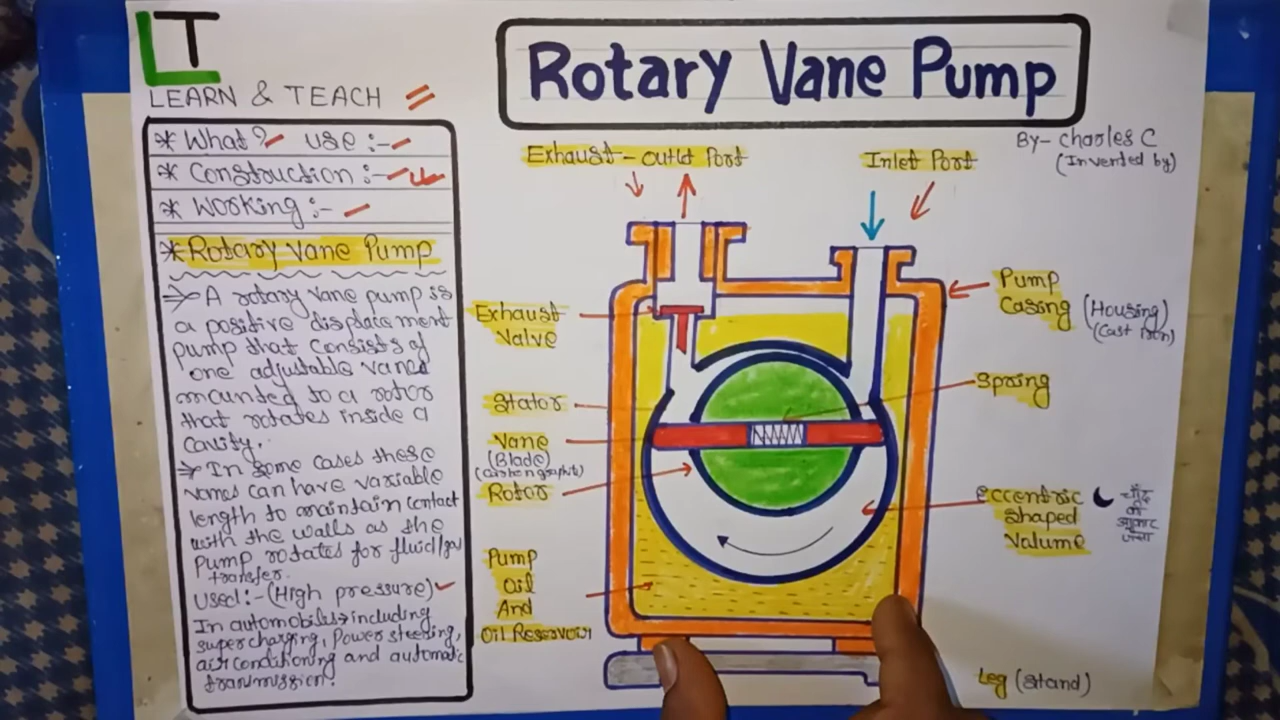 LT
LEARN & TEACH
Rotary Vane Pump
By- Charles C
(Invented by)
* What? use :-
* Construction :-
* Working :-
* Rotary Vane Pump
→ A rotary vane pump is
a positive displacement
pump that consists of
one adjustable vanes
mounted to a rotor
that rotates inside a
cavity.
→ In some cases these
vanes can have variable
length to maintain contact
with the walls as the
pump rotates for fluid/gas
transfer.
Used:- (High pressure)
In automobiles→including
supercharging, Power steering,
air conditioning and automatic
transmission.
Exhaust - outlet Port
Inlet Port
Exhaust
Valve
Stator
Vane
(Blade)
(Carbon graphite)
Rotor
Pump
Oil
And
Oil Reservoir
Pump
Casing (Housing)
(Cast Iron)
Spring
Eccentric
Shaped
Volume
चाँद
की
आकार
जैसा
Leg (Stand)